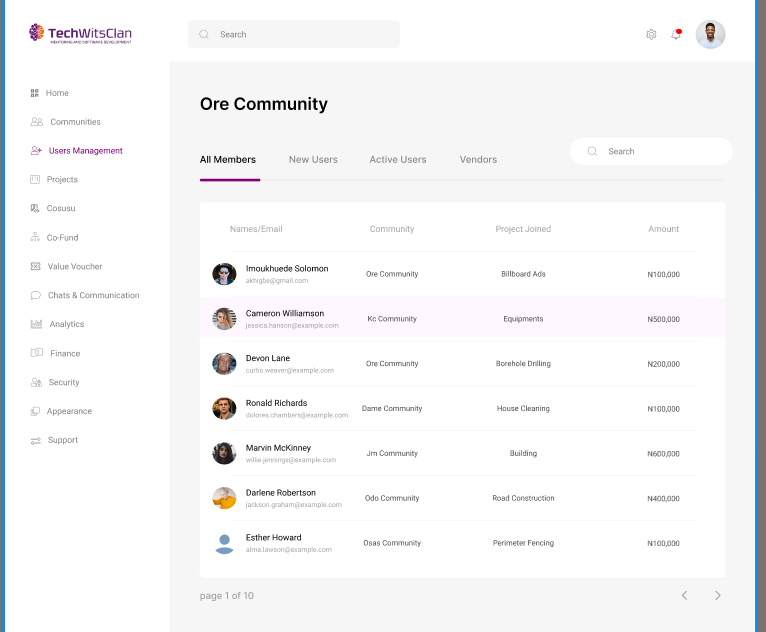 TechWitsClan
MENTORING AND SOFTWARE DEVELOPMENT
Search
Home
Communities
Users Management
Projects
Cosusu
Co-Fund
Value Voucher
Chats & Communication
Analytics
Finance
Security
Appearance
Support
Ore Community
All Members New Users Active Users Vendors
Search
Names/Email Community Project Joined Amount
Imoukhuede Solomon
akhigbe@gmail.com
Ore Community Billboard Ads N100,000
Cameron Williamson
jessica.hanson@example.com
Kc Community Equipments N500,000
Devon Lane
curtis.weaver@example.com
Ore Community Borehole Drilling N200,000
Ronald Richards
dolores.chambers@example.com
Dame Community House Cleaning N100,000
Marvin McKinney
willie.jennings@example.com
Jm Community Building N600,000
Darlene Robertson
jackson.graham@example.com
Odo Community Road Construction N400,000
Esther Howard
alma.lawson@example.com
Osas Community Perimeter Fencing N100,000
page 1 of 10